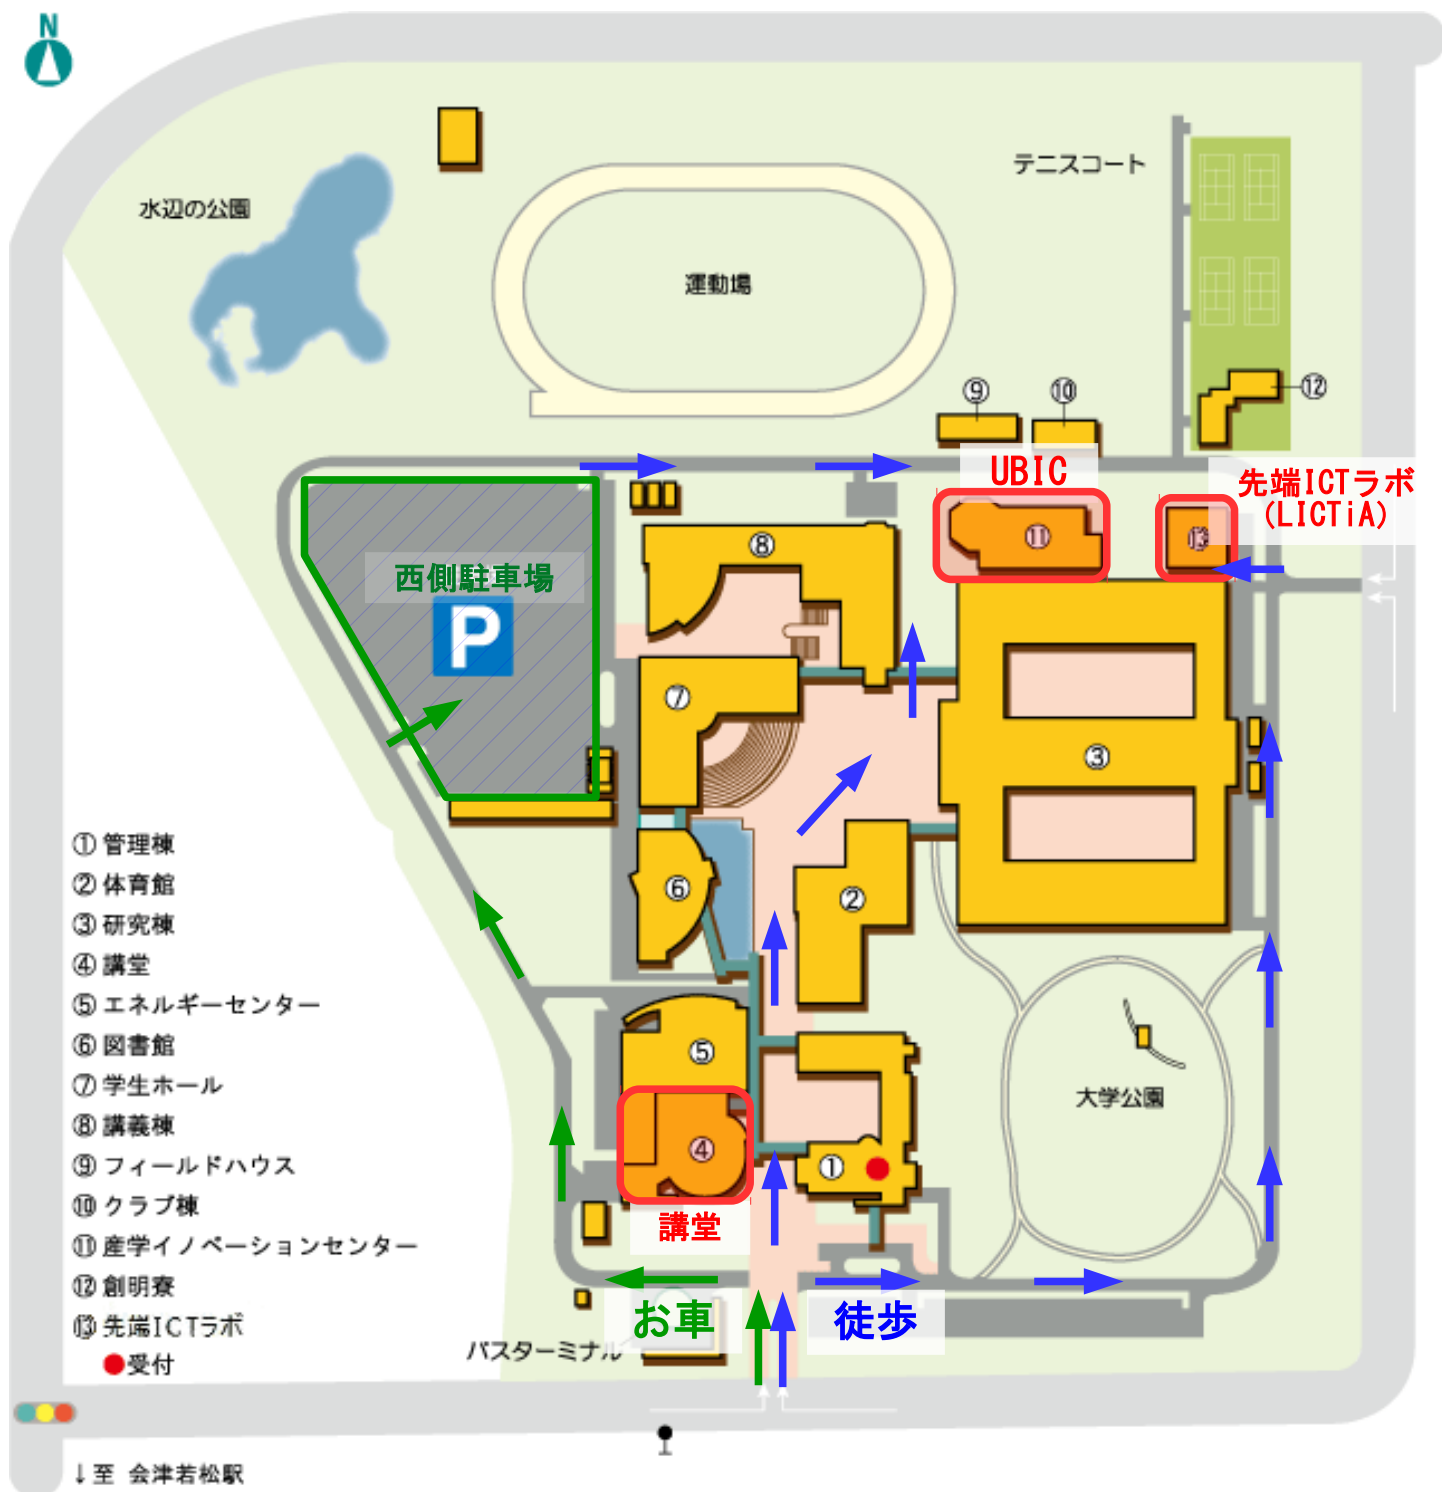 N
水辺の公園
テニスコート
運動場
⑨
⑩
⑫
UBIC
先端ICTラボ
(LICTiA)
⑪
⑬
⑧
西側駐車場
P
⑦
③
⑥
②
⑤
大学公園
④
①
講堂
お車
徒歩
バスターミナル
① 管理棟
② 体育館
③ 研究棟
④ 講堂
⑤ エネルギーセンター
⑥ 図書館
⑦ 学生ホール
⑧ 講義棟
⑨ フィールドハウス
⑩ クラブ棟
⑪ 産学イノベーションセンター
⑫ 創明寮
⑬ 先端ICTラボ
●受付
↓至 会津若松駅